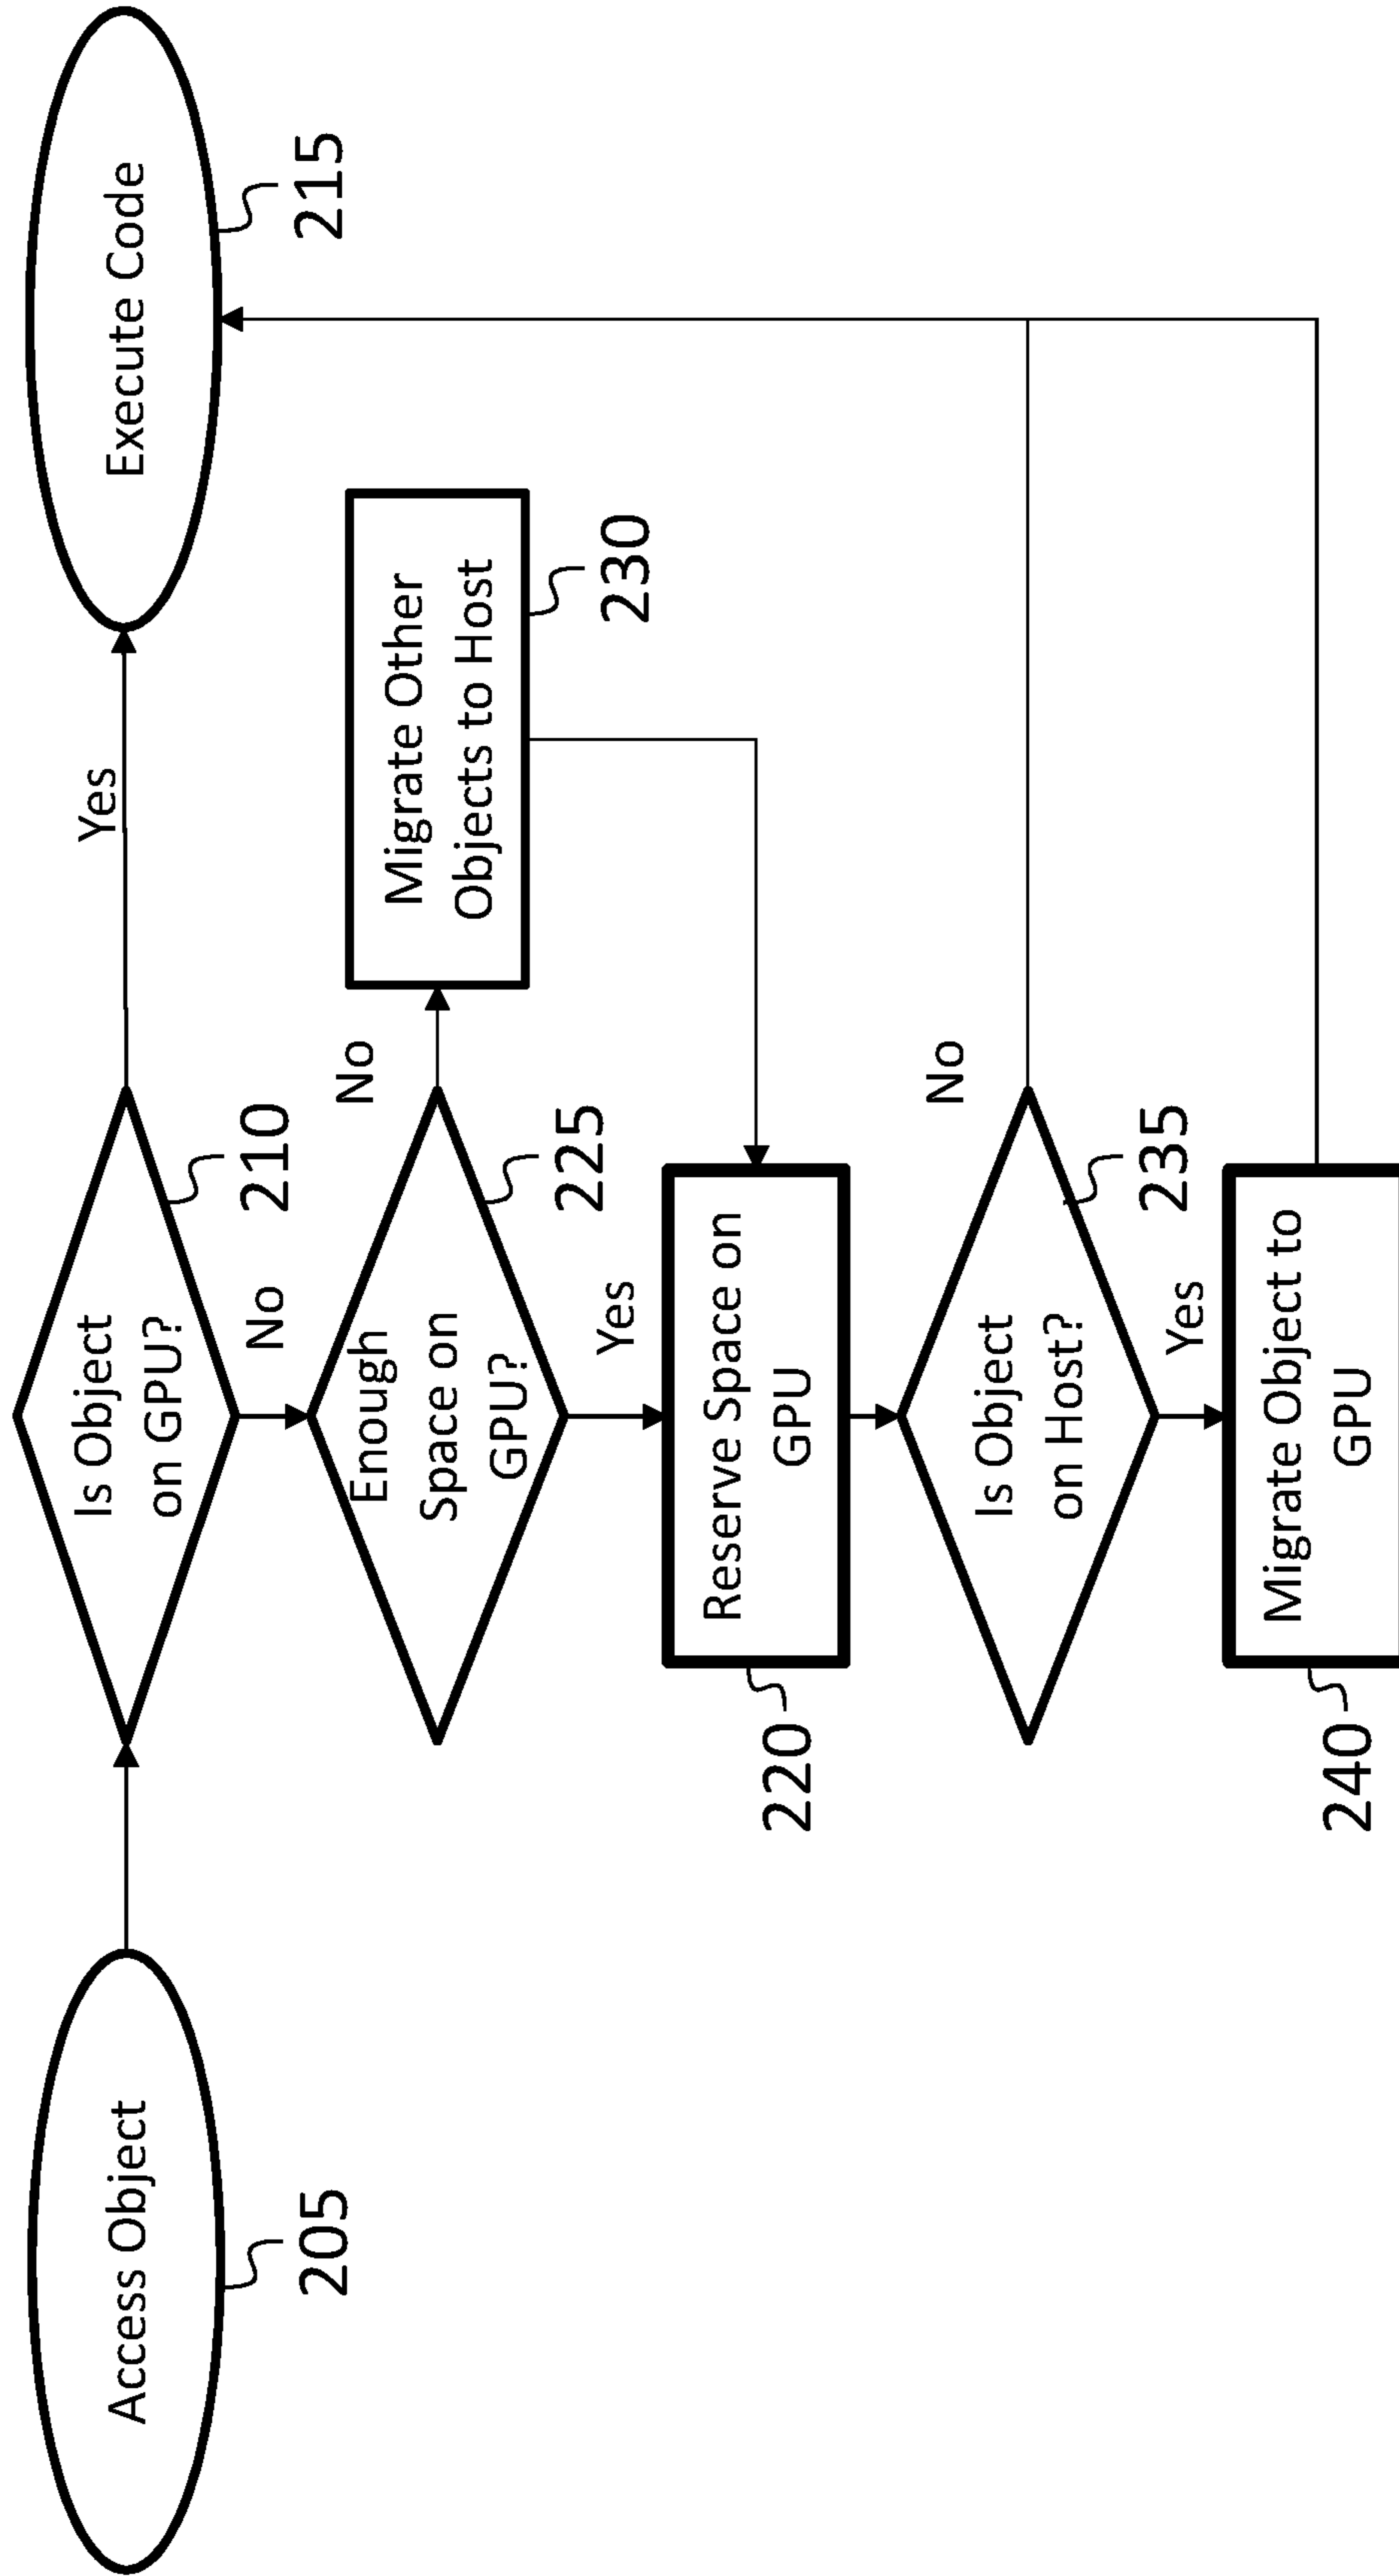 Access Object
205
Is Object
on GPU?
210
Yes
Execute Code
215
No
Enough
Space on
GPU?
225
No
Migrate Other
Objects to Host
230
Yes
Reserve Space on
GPU
220
Is Object
on Host?
235
No
Yes
Migrate Object to
GPU
240